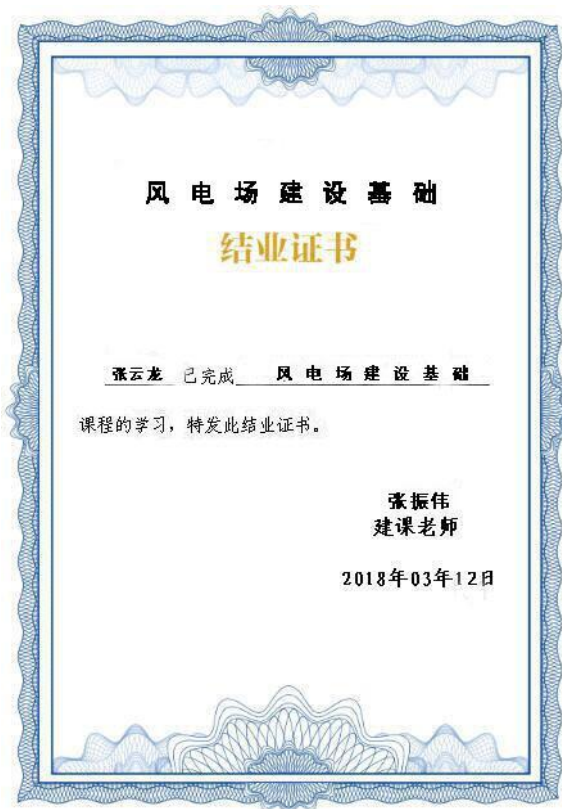 风电场建设基础
结业证书
张云龙 已完成 风电场建设基础
课程的学习，特发此结业证书。
张振伟
建课老师
2018年03年12日